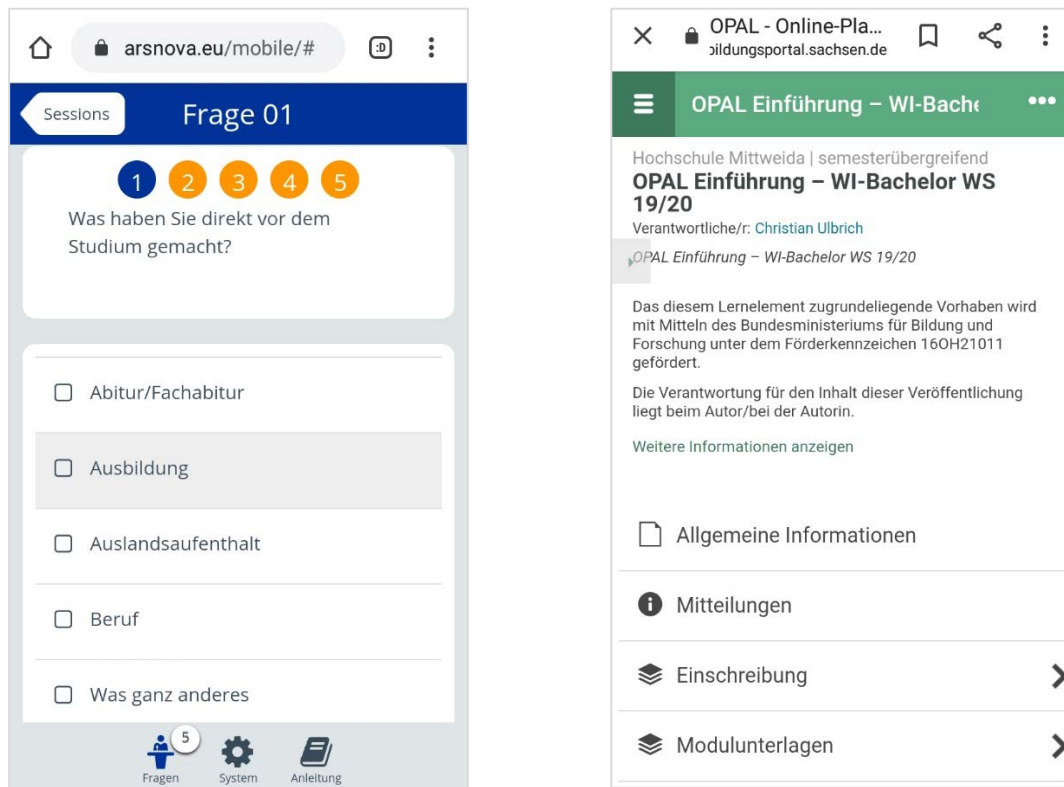 arsnova.eu/mobile/#
:D
Sessions
Frage 01
1 2 3 4 5
Was haben Sie direkt vor dem
Studium gemacht?
Abitur/Fachabitur
Ausbildung
Auslandsaufenthalt
Beruf
Was ganz anderes
5
Fragen
System
Anleitung
OPAL - Online-Pla...
bildungsportal.sachsen.de
OPAL Einführung – WI-Bache
Hochschule Mittweida | semesterübergreifend
OPAL Einführung – WI-Bachelor WS
19/20
Verantwortliche/r: Christian Ulbrich
OPAL Einführung – WI-Bachelor WS 19/20
Das diesem Lernelement zugrundeliegende Vorhaben wird
mit Mitteln des Bundesministeriums für Bildung und
Forschung unter dem Förderkennzeichen 16OH21011
gefördert.
Die Verantwortung für den Inhalt dieser Veröffentlichung
liegt beim Autor/bei der Autorin.
Weitere Informationen anzeigen
Allgemeine Informationen
Mitteilungen
Einschreibung
Modulunterlagen